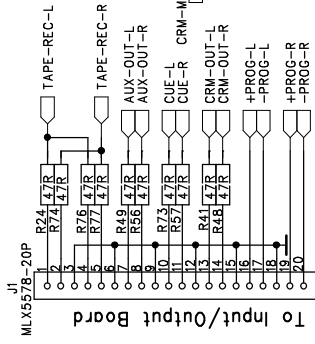 TAPE-REC-L
TAPE-REC-R
AUX-OUT-L
AUX-OUT-R
CUE-L
CUE-R
CRM-M
CRM-OUT-L
CRM-OUT-R
+PROG-L
-PROG-L
+PROG-R
-PROG-R
R24 47R
R74 47R
R76 47R
R77 47R
R49 47R
R56 47R
R73 47R
R57 47R
R41 47R
R48 47R
J1
MLX5578-20P
1
2
3
4
5
6
7
8
9
10
11
12
13
14
15
16
17
18
19
20
To Input/Output Board